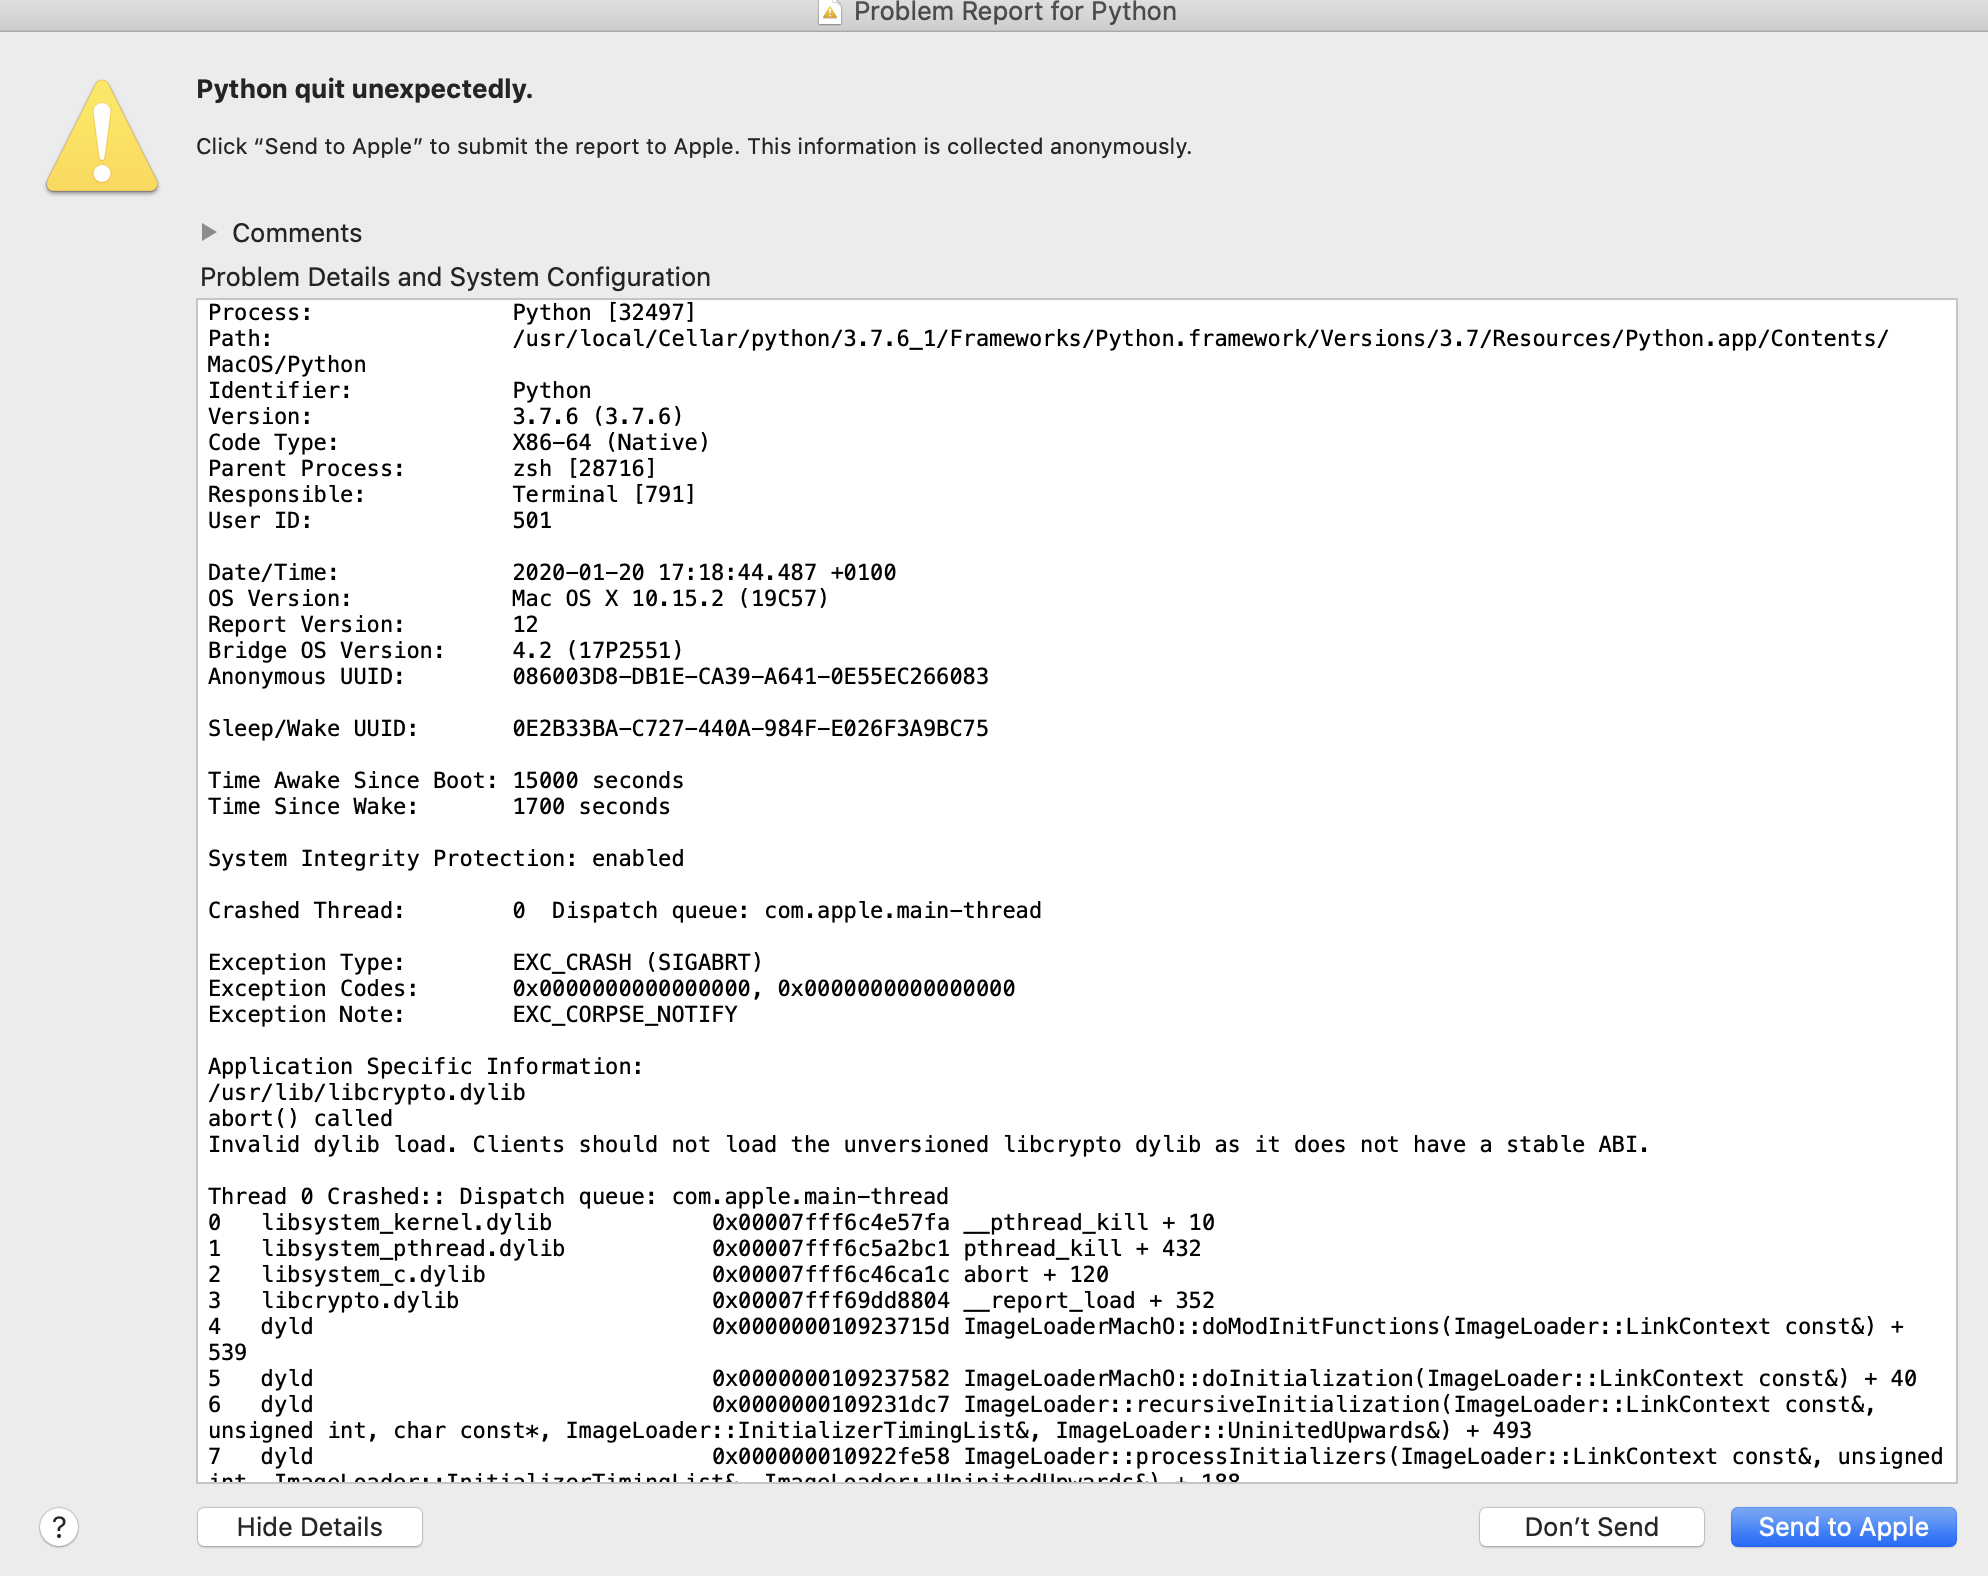 Problem Report for Python
Python quit unexpectedly.
Click “Send to Apple” to submit the report to Apple. This information is collected anonymously.
Comments
Problem Details and System Configuration
Process: Python [32497]
Path: /usr/local/Cellar/python/3.7.6_1/Frameworks/Python.framework/Versions/3.7/Resources/Python.app/Contents/
MacOS/Python
Identifier: Python
Version: 3.7.6 (3.7.6)
Code Type: X86-64 (Native)
Parent Process: zsh [28716]
Responsible: Terminal [791]
User ID: 501
Date/Time: 2020-01-20 17:18:44.487 +0100
OS Version: Mac OS X 10.15.2 (19C57)
Report Version: 12
Bridge OS Version: 4.2 (17P2551)
Anonymous UUID: 086003D8-DB1E-CA39-A641-0E55EC266083
Sleep/Wake UUID: 0E2B33BA-C727-440A-984F-E026F3A9BC75
Time Awake Since Boot: 15000 seconds
Time Since Wake: 1700 seconds
System Integrity Protection: enabled
Crashed Thread: 0 Dispatch queue: com.apple.main-thread
Exception Type: EXC_CRASH (SIGABRT)
Exception Codes: 0x0000000000000000, 0x0000000000000000
Exception Note: EXC_CORPSE_NOTIFY
Application Specific Information:
/usr/lib/libcrypto.dylib
abort() called
Invalid dylib load. Clients should not load the unversioned libcrypto dylib as it does not have a stable ABI.
Thread 0 Crashed:: Dispatch queue: com.apple.main-thread
0 libsystem_kernel.dylib 0x00007fff6c4e57fa __pthread_kill + 10
1 libsystem_pthread.dylib 0x00007fff6c5a2bc1 pthread_kill + 432
2 libsystem_c.dylib 0x00007fff6c46ca1c abort + 120
3 libcrypto.dylib 0x00007fff69dd8804 __report_load + 352
4 dyld 0x000000010923715d ImageLoaderMachO::doModInitFunctions(ImageLoader::LinkContext const&) +
539
5 dyld 0x0000000109237582 ImageLoaderMachO::doInitialization(ImageLoader::LinkContext const&) + 40
6 dyld 0x0000000109231dc7 ImageLoader::recursiveInitialization(ImageLoader::LinkContext const&,
unsigned int, char const*, ImageLoader::InitializerTimingList&, ImageLoader::UninitedUpwards&) + 493
7 dyld 0x000000010922fe58 ImageLoader::processInitializers(ImageLoader::LinkContext const&, unsigned
int, ImageLoader::InitializerTimingList&, ImageLoader::UninitedUpwards&) + 188
?
Hide Details
Don’t Send
Send to Apple